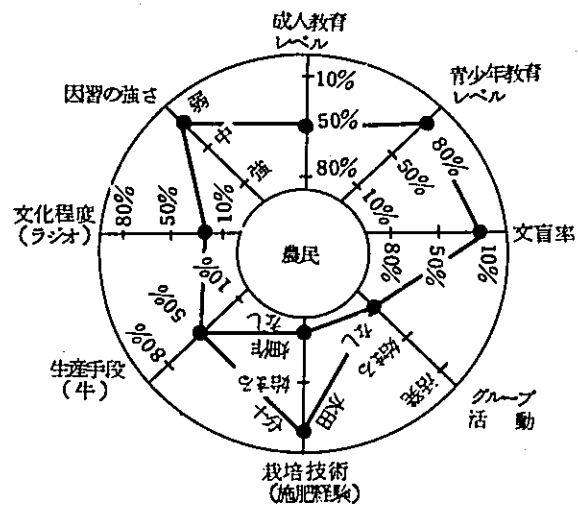 成人教育
レベル
青少年教育
レベル
因習の強さ
10%
50%
80%
弱
中
強
80%
50%
10%
文化程度
(ラジオ)
80%
50%
10%
農民
80%
50%
10%
文盲率
10%
50%
80%
生産手段
(牛)
なし
始まる
十分
畑作
水田
なし
始まる
活発
グループ
活動
栽培技術
(施肥経験)